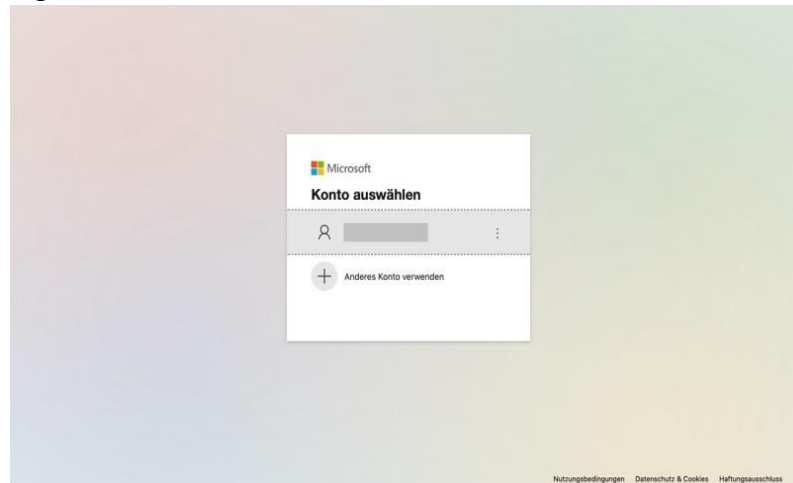 Microsoft
Konto auswählen
Anderes Konto verwenden
Nutzungsbedingungen Datenschutz & Cookies Haftungsausschluss